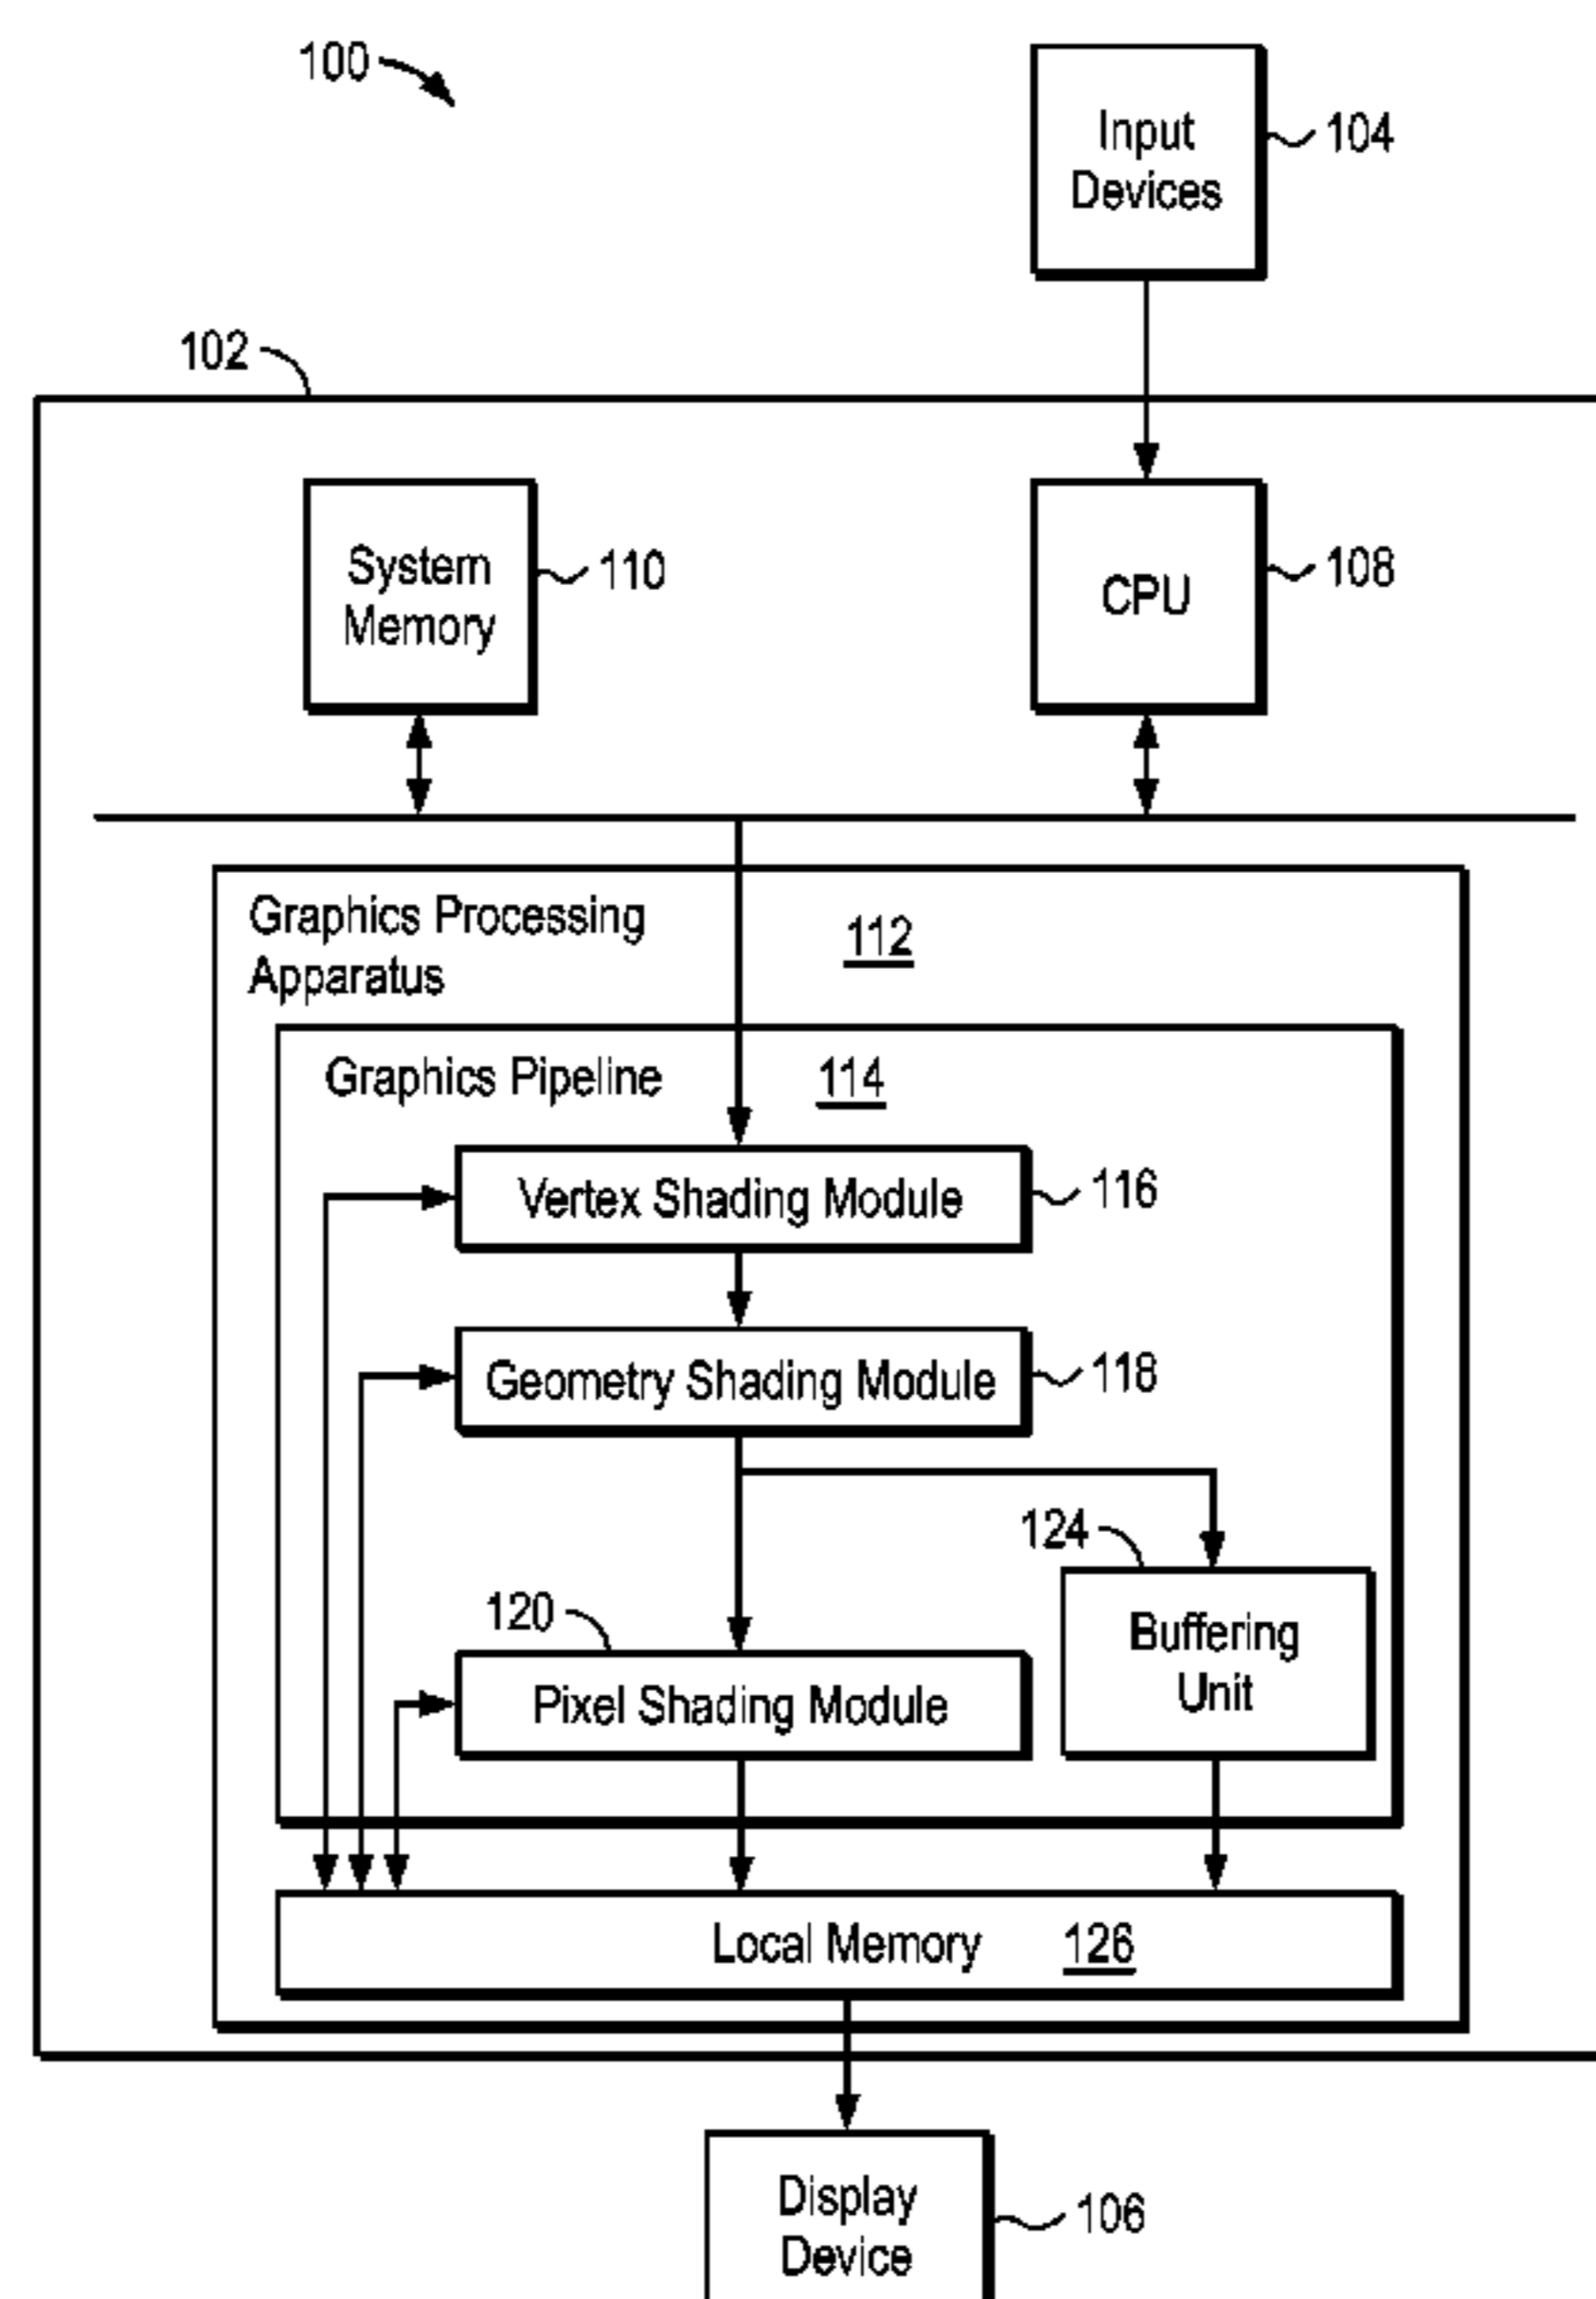 100
Input
Devices
104
102
System
Memory
110
CPU
108
Graphics Processing
Apparatus
112
Graphics Pipeline
114
Vertex Shading Module
116
Geometry Shading Module
118
124
120
Buffering
Unit
Pixel Shading Module
Local Memory
126
Display
Device
106